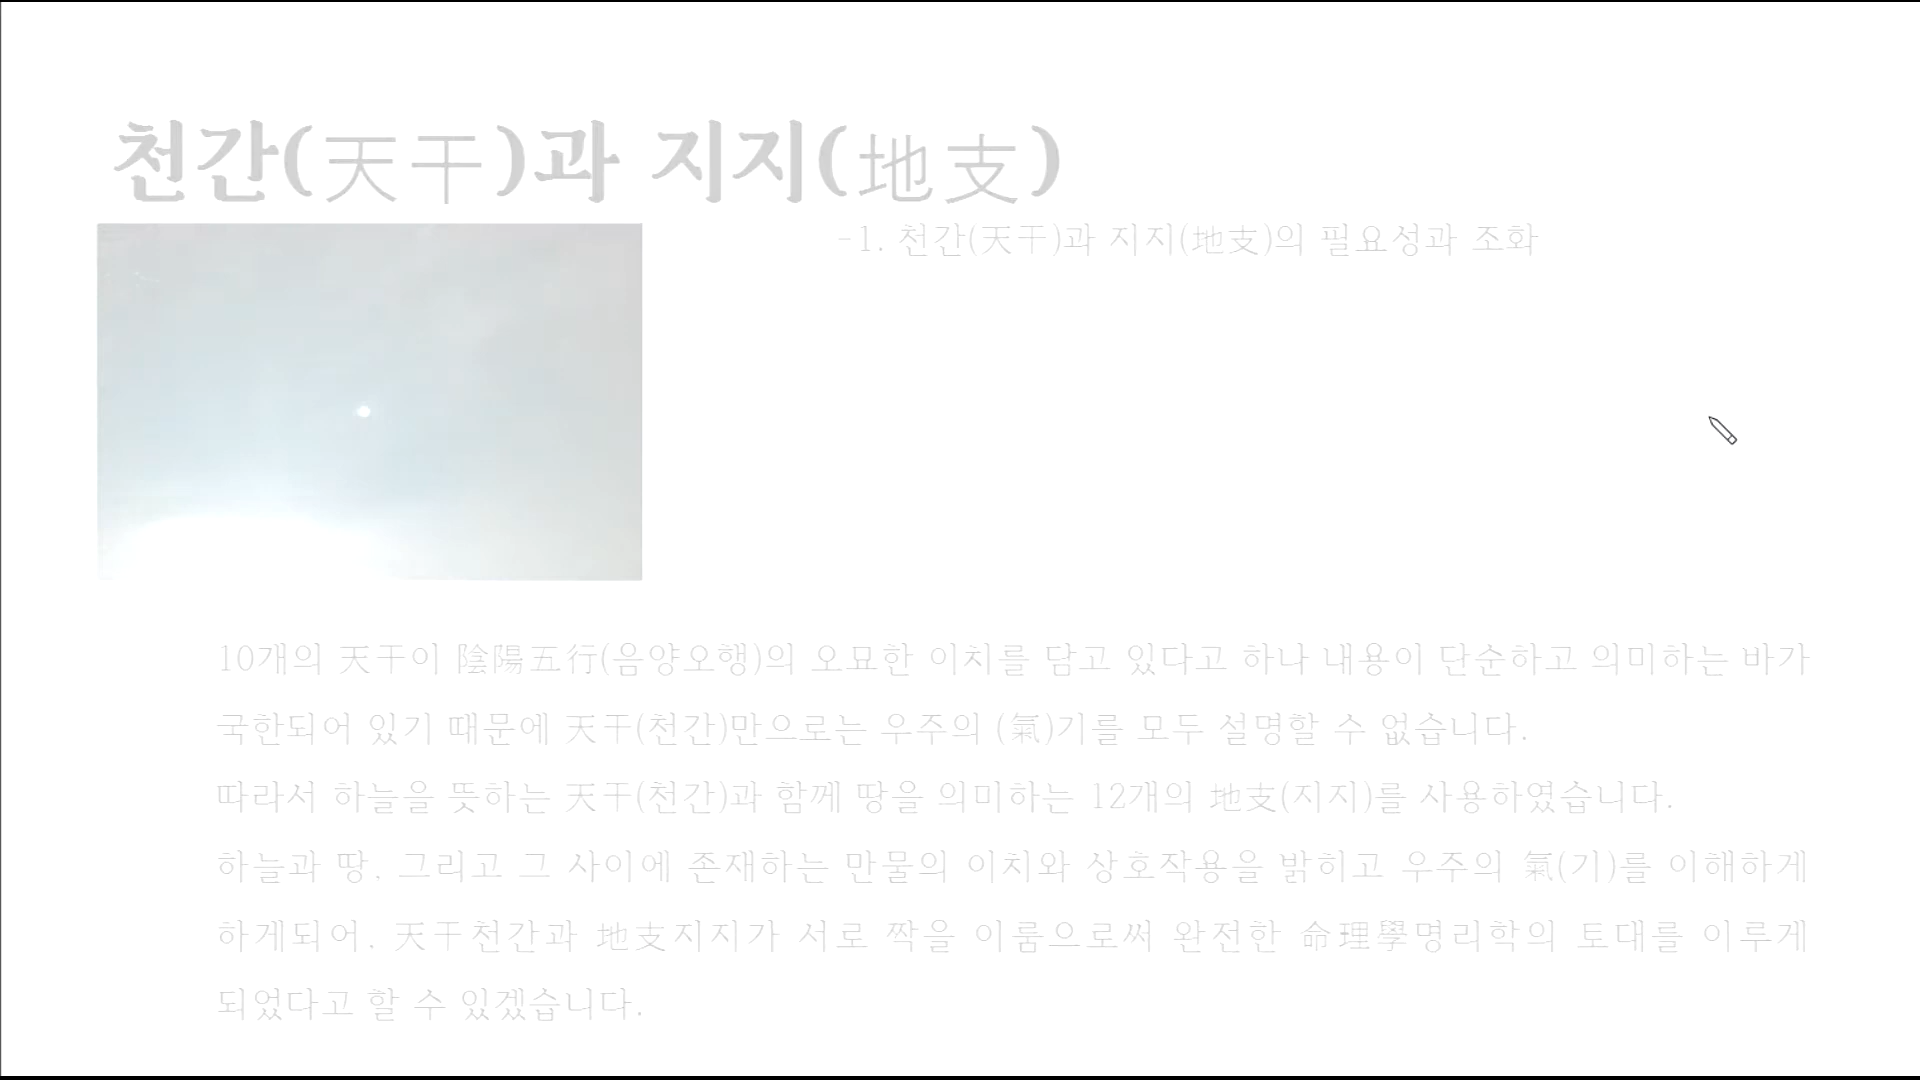 천간(天干)과 지지(地支)
-1. 천간(天干)과 지지(地支)의 필요성과 조화
10개의 天干이 陰陽五行(음양오행)의 오묘한 이치를 담고 있다고 하나 내용이 단순하고 의미하는 바가
국한되어 있기 때문에 天干(천간)만으로는 우주의 (氣)기를 모두 설명할 수 없습니다.
따라서 하늘을 뜻하는 天干(천간)과 함께 땅을 의미하는 12개의 地支(지지)를 사용하였습니다.
하늘과 땅, 그리고 그 사이에 존재하는 만물의 이치와 상호작용을 밝히고 우주의 氣(기)를 이해하게
하게되어, 天干천간과 地支지지가 서로 짝을 이룸으로써 완전한 命理學명리학의 토대를 이루게
되었다고 할 수 있겠습니다.